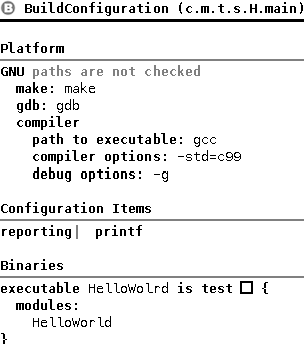 B BuildConfiguration (c.m.t.s.H.main)
Platform
GNU paths are not checked
make: make
gdb: gdb
compiler
path to executable: gcc
compiler options: -std=c99
debug options: -g
Configuration Items
reporting| printf
Binaries
executable HelloWolrd is test {
modules:
HelloWorld
}